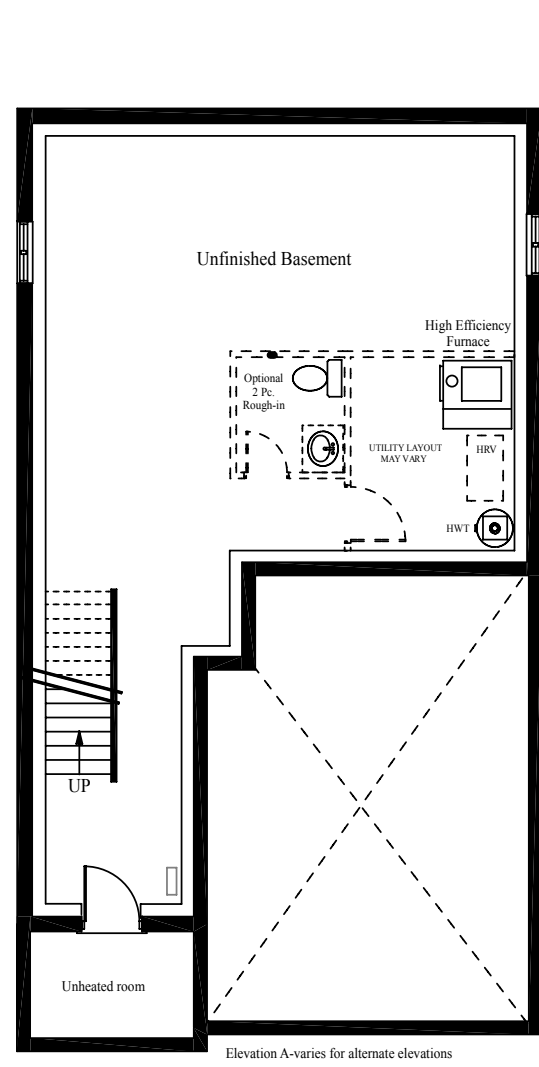 Unfinished Basement
High Efficiency
Furnace
Optional
2 Pc.
Rough-in
UTILITY LAYOUT
MAY VARY
HRV
HWT
UP
Unheated room
Elevation A-varies for alternate elevations